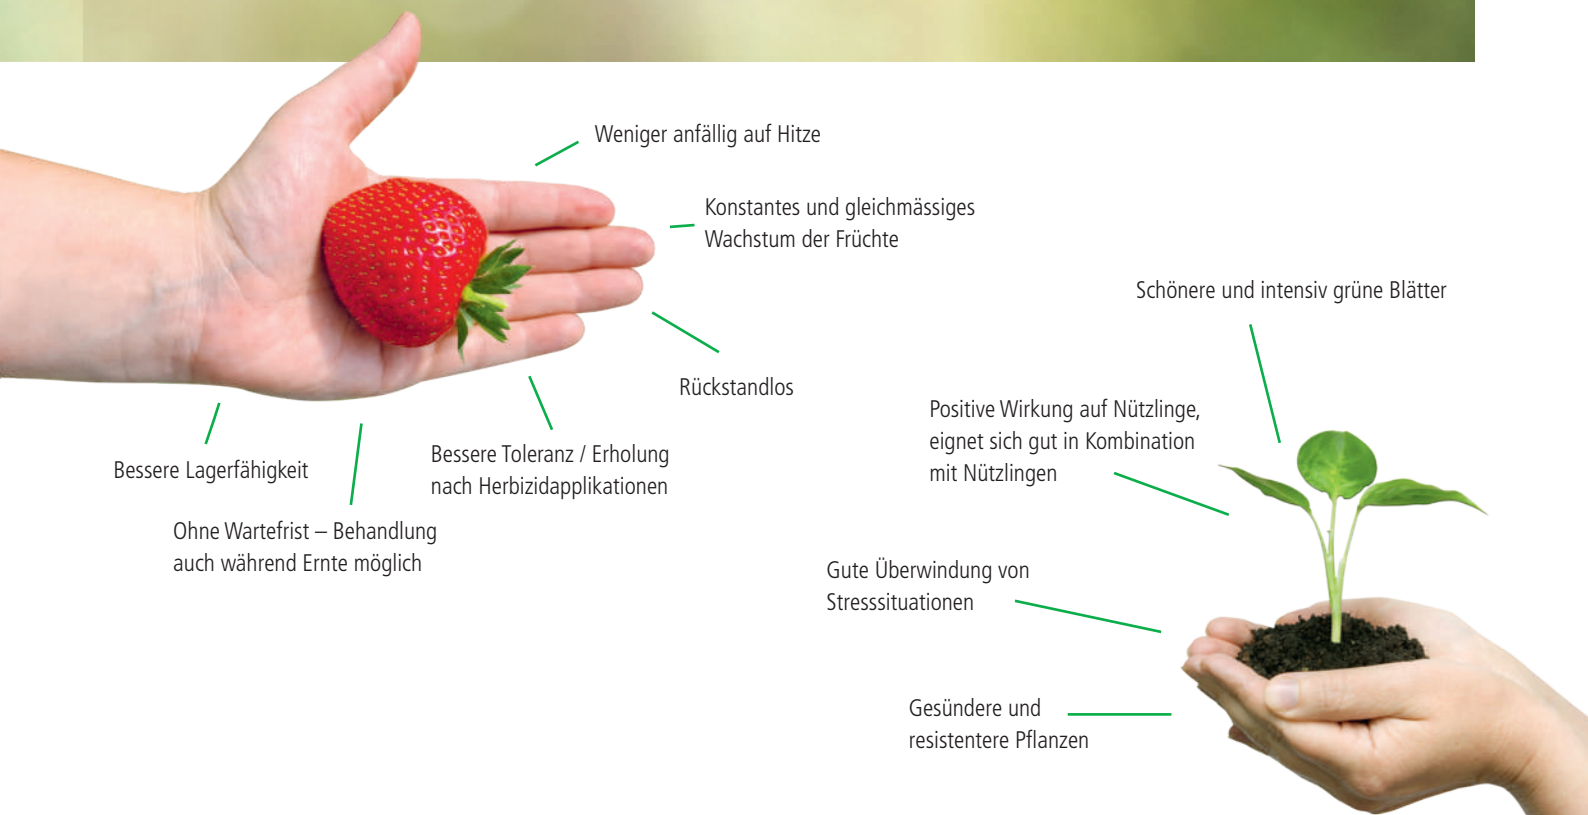 Weniger anfällig auf Hitze
Konstantes und gleichmässiges
Wachstum der Früchte
Rückstandlos
Bessere Toleranz / Erholung
nach Herbizidapplikationen
Bessere Lagerfähigkeit
Ohne Wartefrist – Behandlung
auch während Ernte möglich
Schönere und intensiv grüne Blätter
Positive Wirkung auf Nützlinge,
eignet sich gut in Kombination
mit Nützlingen
Gute Überwindung von
Stresssituationen
Gesündere und
resistentere Pflanzen